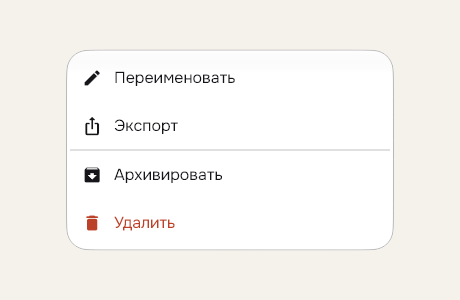 Переименовать
Экспорт
Архивировать
Удалить